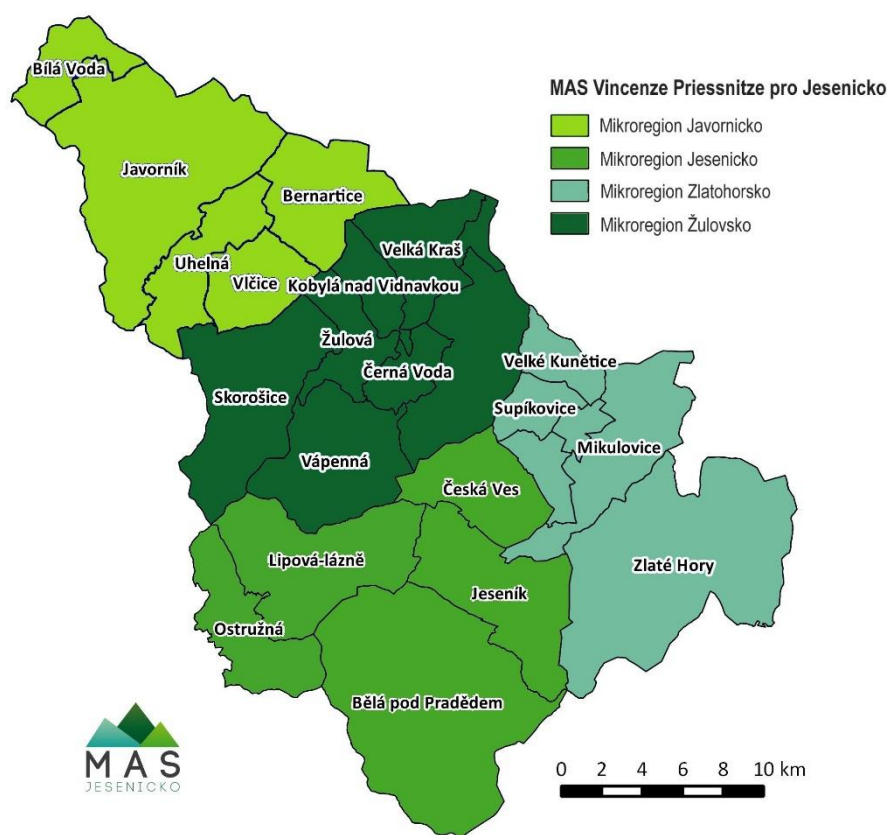 MAS Vincenze Priessnitze pro Jesenicko
Mikroregion Javornicko
Mikroregion Jesenicko
Mikroregion Zlatohorsko
Mikroregion Žulovsko
Bílá Voda
Javorník
Bernartice
Uhelná
Vlčice
Velká Kraš
Kobylá nad Vidnavkou
Žulová
Černá Voda
Skorošice
Vápenná
Velké Kunětice
Supíkovice
Mikulovice
Česká Ves
Zlaté Hory
Lipová-lázně
Jeseník
Ostružná
Bělá pod Pradědem
MAS
JESENICKO
0 2 4 6 8 10 km